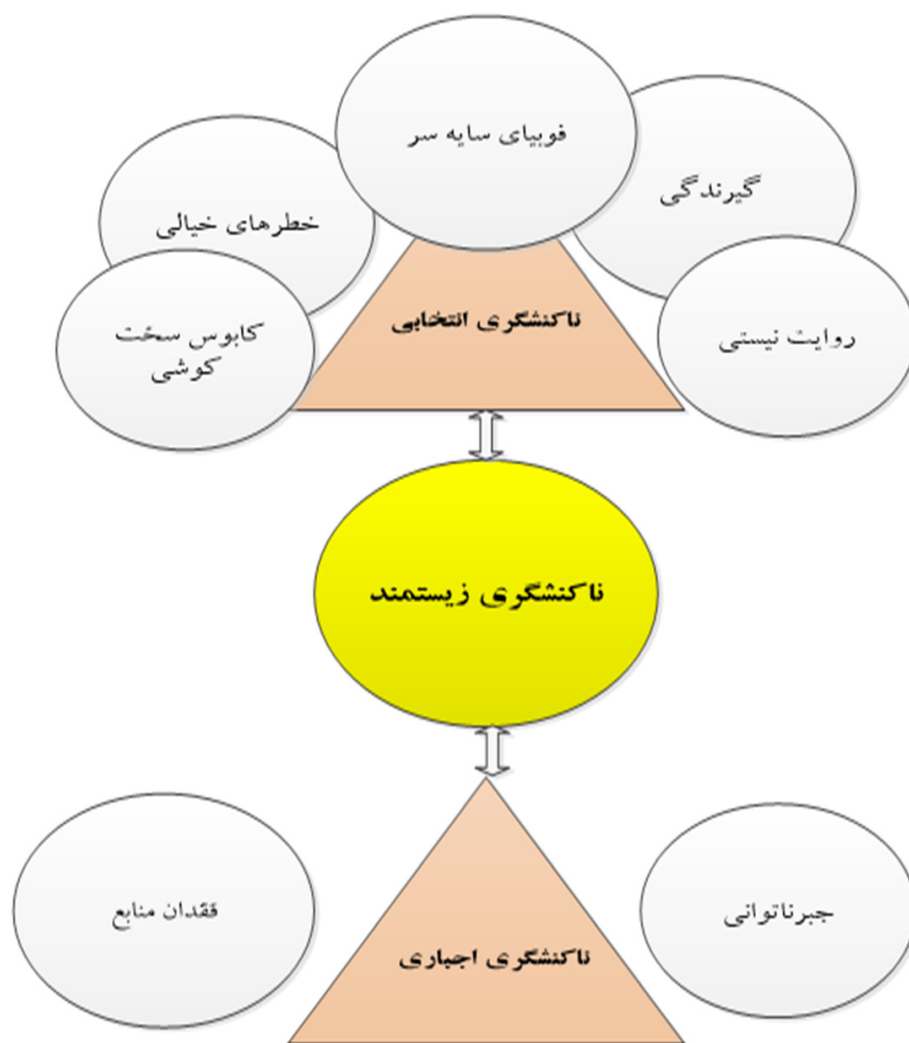 فوبیای سایه سر
گیرندگی
خطرهای خیالی
ناکنشگری انتخابی
روایت نیستی
کابوس سخت
کوشی
ناکنشگری زیستمند
جبرناتوانی
فقدان منابع
ناکنشگری اجباری